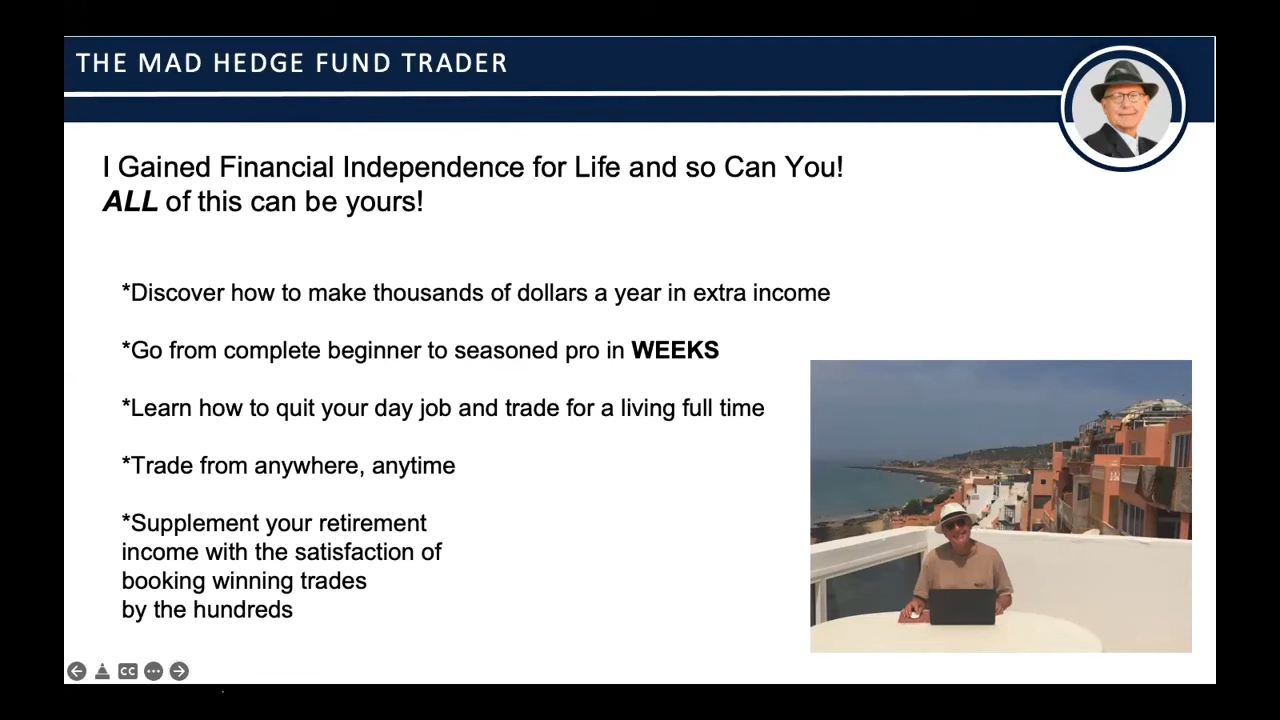 THE MAD HEDGE FUND TRADER
I Gained Financial Independence for Life and so Can You!
ALL of this can be yours!
*Discover how to make thousands of dollars a year in extra income
*Go from complete beginner to seasoned pro in WEEKS
*Learn how to quit your day job and trade for a living full time
*Trade from anywhere, anytime
*Supplement your retirement
income with the satisfaction of
booking winning trades
by the hundreds
CC